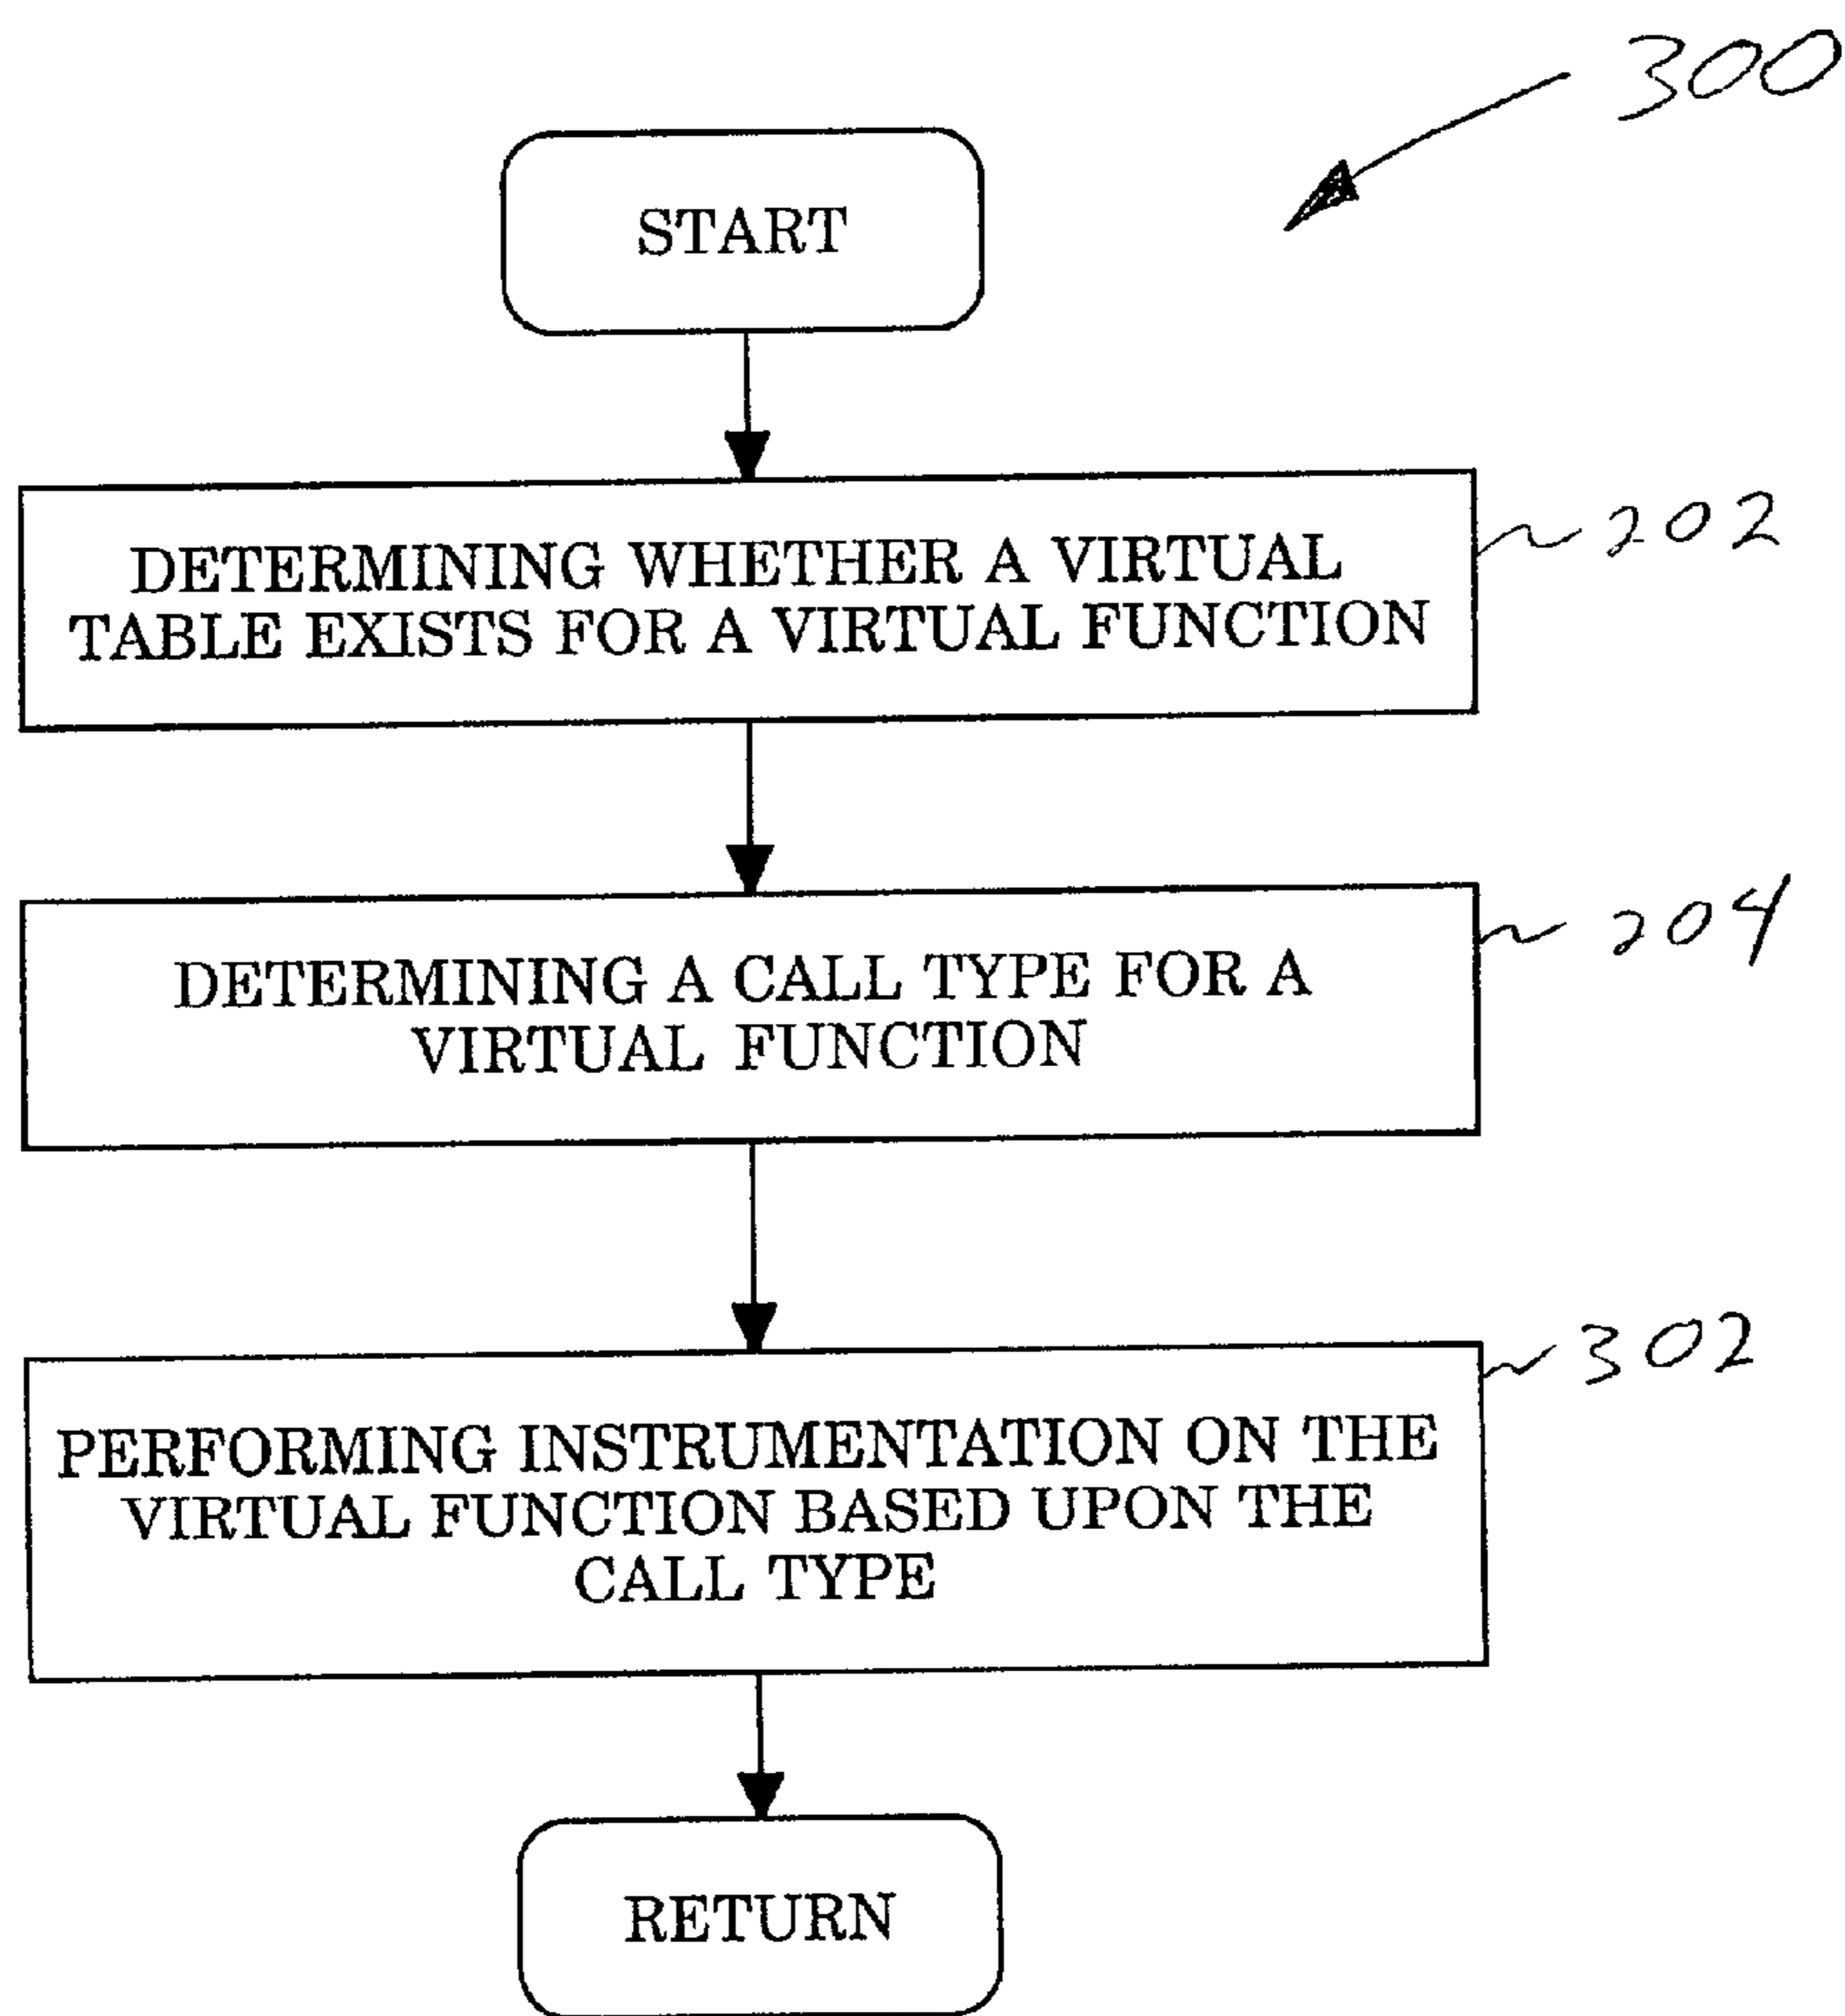 300
START
202
DETERMINING WHETHER A VIRTUAL
TABLE EXISTS FOR A VIRTUAL FUNCTION
204
DETERMINING A CALL TYPE FOR A
VIRTUAL FUNCTION
302
PERFORMING INSTRUMENTATION ON THE
VIRTUAL FUNCTION BASED UPON THE
CALL TYPE
RETURN